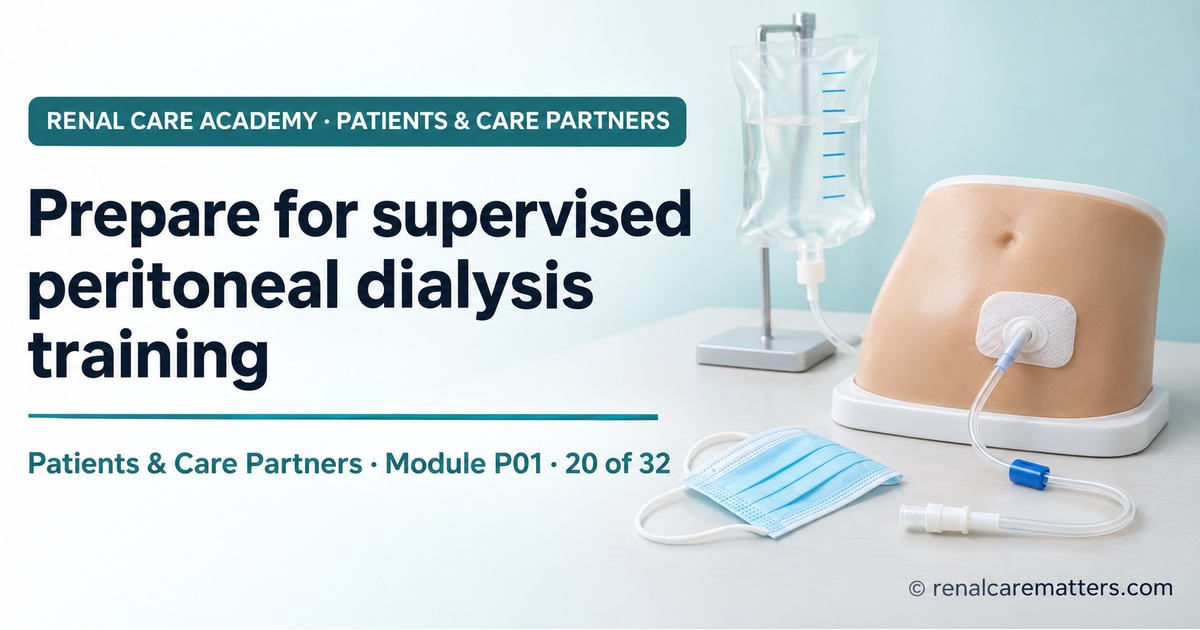 RENAL CARE ACADEMY · PATIENTS & CARE PARTNERS
Prepare for supervised
peritoneal dialysis
training
Patients & Care Partners · Module P01 · 20 of 32
© renalcarematters.com